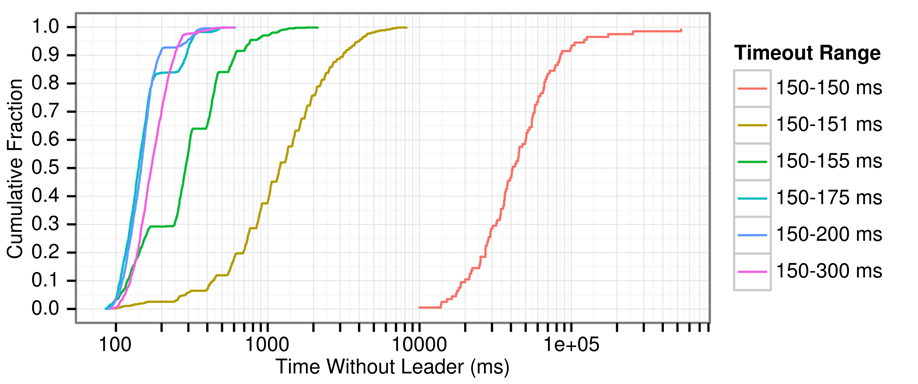 Cumulative Fraction
1.0
0.9
0.8
0.7
0.6
0.5
0.4
0.3
0.2
0.1
0.0
100 1000 10000 1e+05
Time Without Leader (ms)
Timeout Range
150-150 ms
150-151 ms
150-155 ms
150-175 ms
150-200 ms
150-300 ms